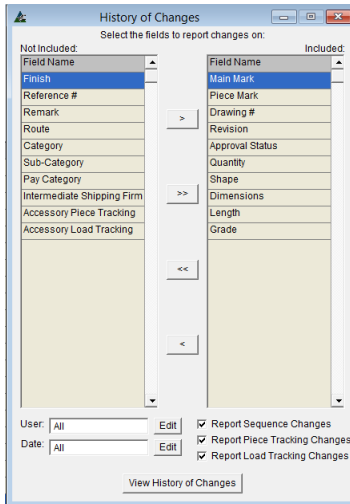 History of Changes
Select the fields to report changes on:
Not Included:
Included:
Field Name
Finish
Reference #
Remark
Route
Category
Sub-Category
Pay Category
Intermediate Shipping Firm
Accessory Piece Tracking
Accessory Load Tracking
>
>>
<<
<
Field Name
Main Mark
Piece Mark
Drawing #
Revision
Approval Status
Quantity
Shape
Dimensions
Length
Grade
User: All Edit
Date: All Edit
Report Sequence Changes
Report Piece Tracking Changes
Report Load Tracking Changes
View History of Changes